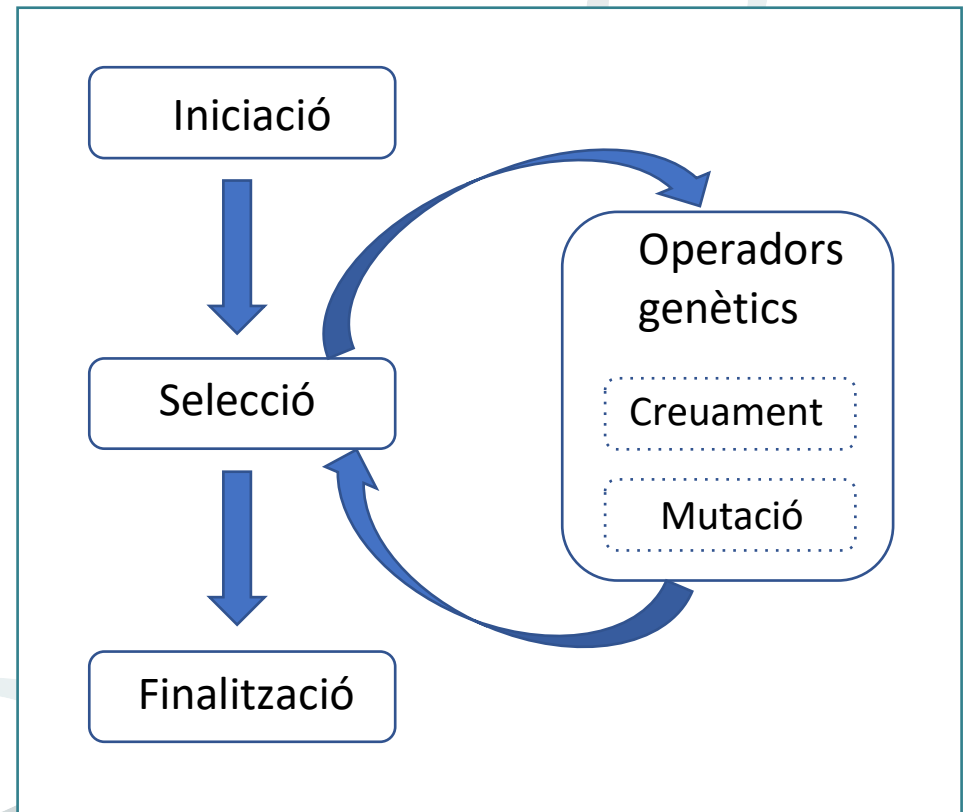 Iniciació
Operadors
genètics
Selecció
Creuament
Mutació
Finalització